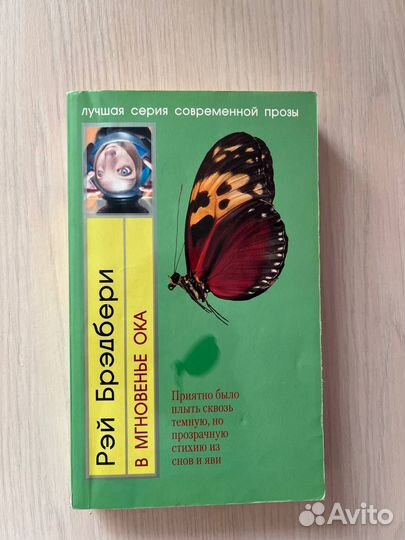 лучшая серия современной прозы
Рэй Брэдбери
В МГНОВЕНЬЕ ОКА
Приятно было
плыть сквозь
темную, но
прозрачную
стихию из
снов и яви
Avito